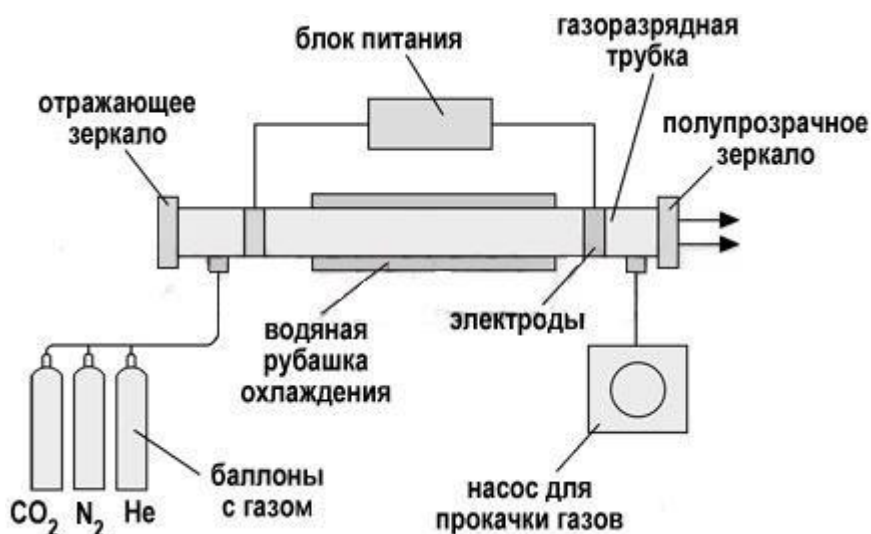 блок питания
газоразрядная
трубка
отражающее
зеркало
полупрозрачное
зеркало
водяная
рубашка
охлаждения
электроды
баллоны
с газом
насос для
прокачки газов
CO₂ N₂ He